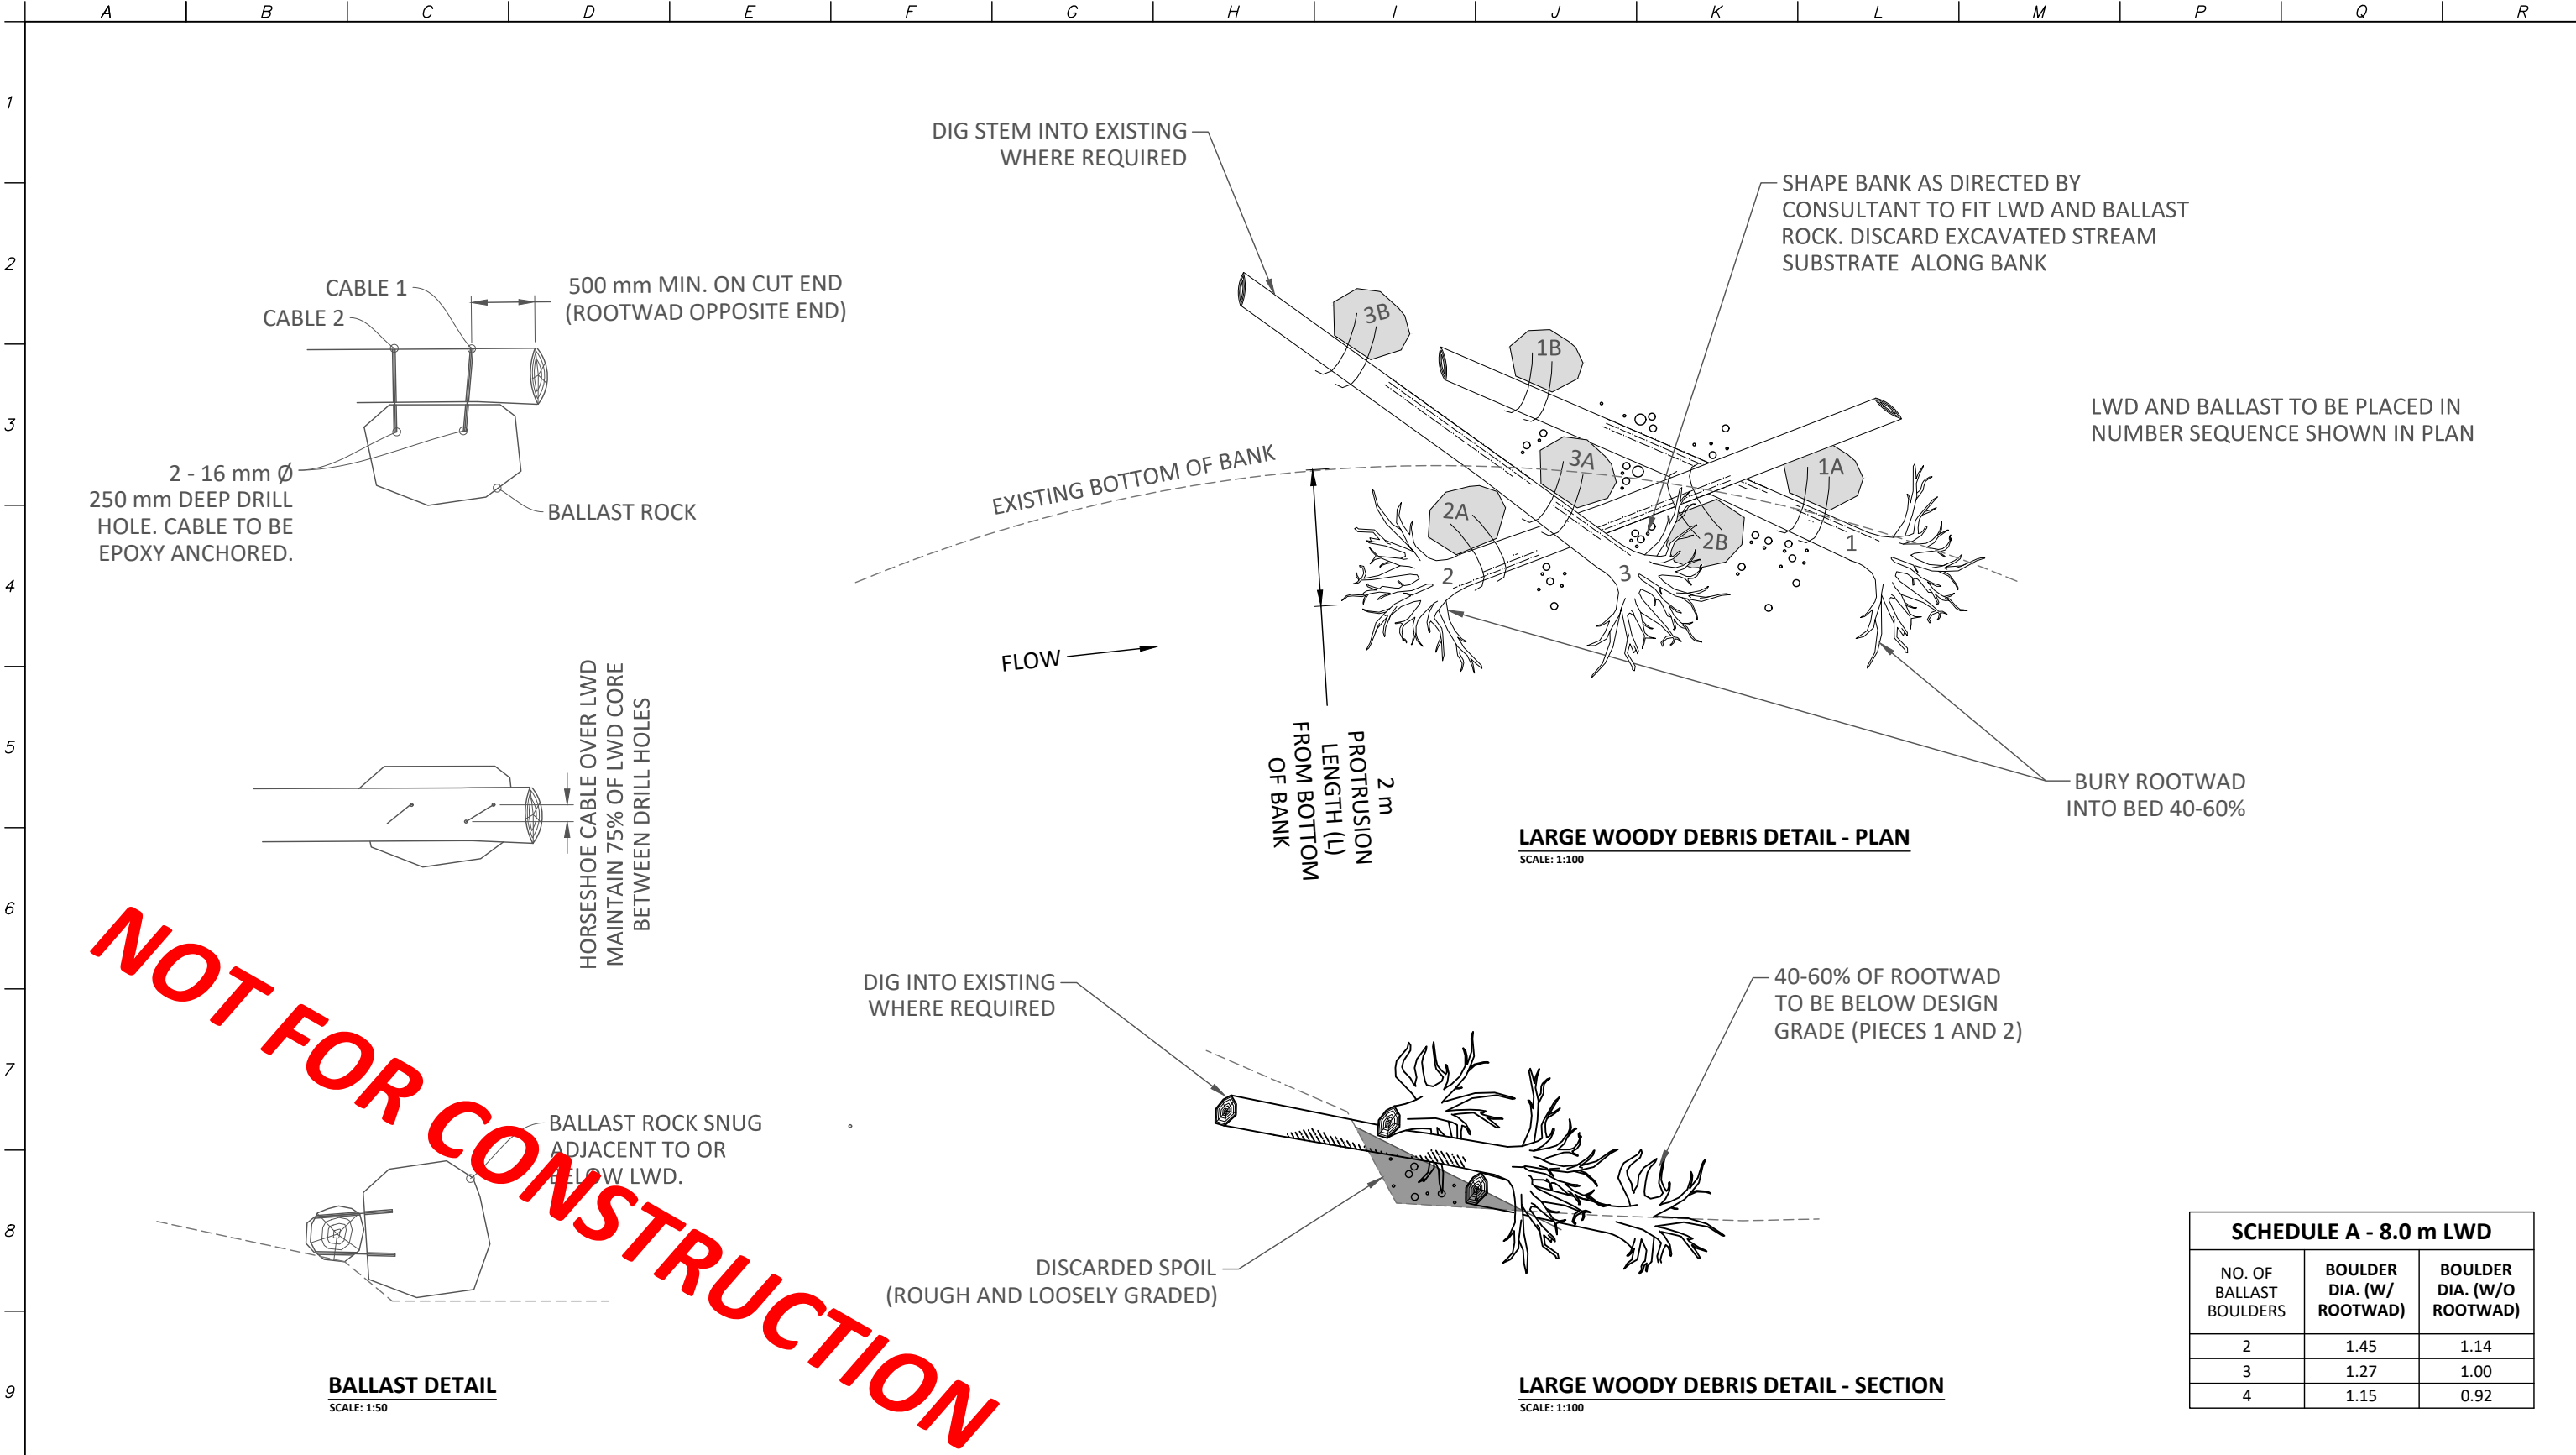 A B C D E F G H I J K L M P Q R
1
2
3
4
5
6
7
8
9
CABLE 1
CABLE 2
500 mm MIN. ON CUT END
(ROOTWAD OPPOSITE END)
2 - 16 mm Ø
250 mm DEEP DRILL
HOLE. CABLE TO BE
EPOXY ANCHORED.
BALLAST ROCK
HORSESHOE CABLE OVER LWD
MAINTAIN 75% OF LWD CORE
BETWEEN DRILL HOLES
BALLAST ROCK SNUG
ADJACENT TO OR
BELOW LWD.
BALLAST DETAIL
SCALE: 1:50
NOT FOR CONSTRUCTION
DIG STEM INTO EXISTING
WHERE REQUIRED
SHAPE BANK AS DIRECTED BY
CONSULTANT TO FIT LWD AND BALLAST
ROCK. DISCARD EXCAVATED STREAM
SUBSTRATE ALONG BANK
3B
1B
3A
1A
2A
2B
1
2
3
LWD AND BALLAST TO BE PLACED IN
NUMBER SEQUENCE SHOWN IN PLAN
EXISTING BOTTOM OF BANK
FLOW
2 m
PROTRUSION
LENGTH (L)
FROM BOTTOM
OF BANK
BURY ROOTWAD
INTO BED 40-60%
LARGE WOODY DEBRIS DETAIL - PLAN
SCALE: 1:100
DIG INTO EXISTING
WHERE REQUIRED
40-60% OF ROOTWAD
TO BE BELOW DESIGN
GRADE (PIECES 1 AND 2)
DISCARDED SPOIL
(ROUGH AND LOOSELY GRADED)
LARGE WOODY DEBRIS DETAIL - SECTION
SCALE: 1:100
SCHEDULE A - 8.0 m LWD
NO. OF BALLAST BOULDERS BOULDER DIA. (W/ ROOTWAD) BOULDER DIA. (W/O ROOTWAD)
2 1.45 1.14
3 1.27 1.00
4 1.15 0.92